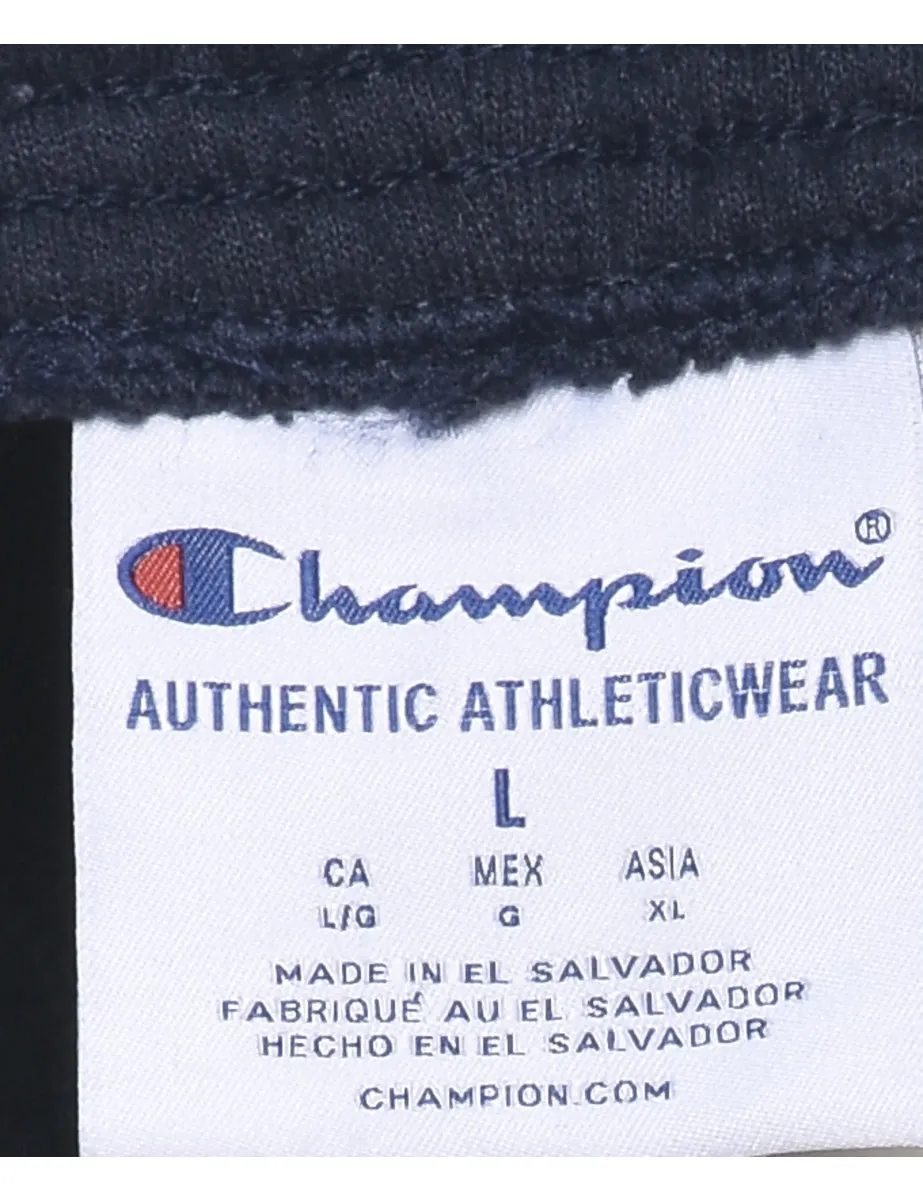 Champion®
AUTHENTIC ATHLETICWEAR
L
CA MEX ASIA
L/G G XL
MADE IN EL SALVADOR
FABRIQUÉ AU EL SALVADOR
HECHO EN EL SALVADOR
CHAMPION.COM